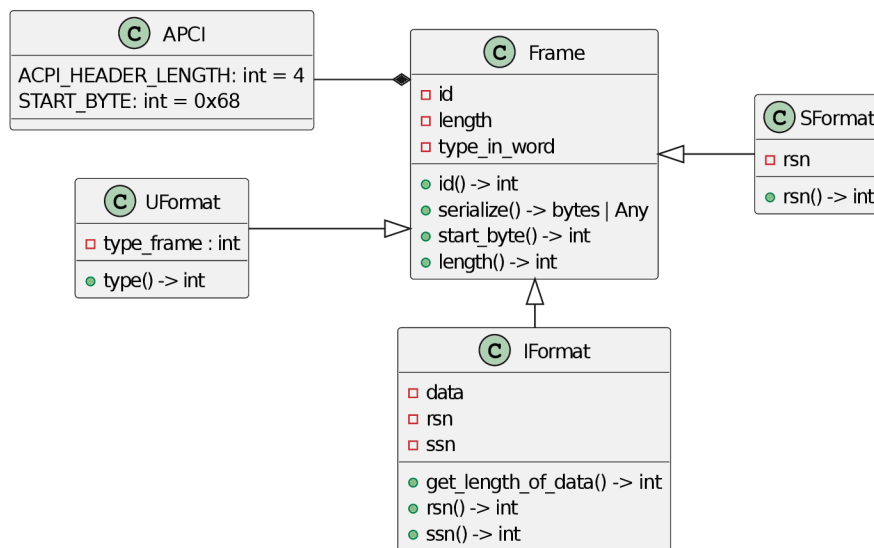 C APCI
ACPI_HEADER_LENGTH: int = 4
START_BYTE: int = 0x68
C Frame
id
length
type_in_word
id() -> int
serialize() -> bytes | Any
start_byte() -> int
length() -> int
C SFormat
rsn
rsn() -> int
C UFormat
type_frame : int
type() -> int
C IFormat
data
rsn
ssn
get_length_of_data() -> int
rsn() -> int
ssn() -> int